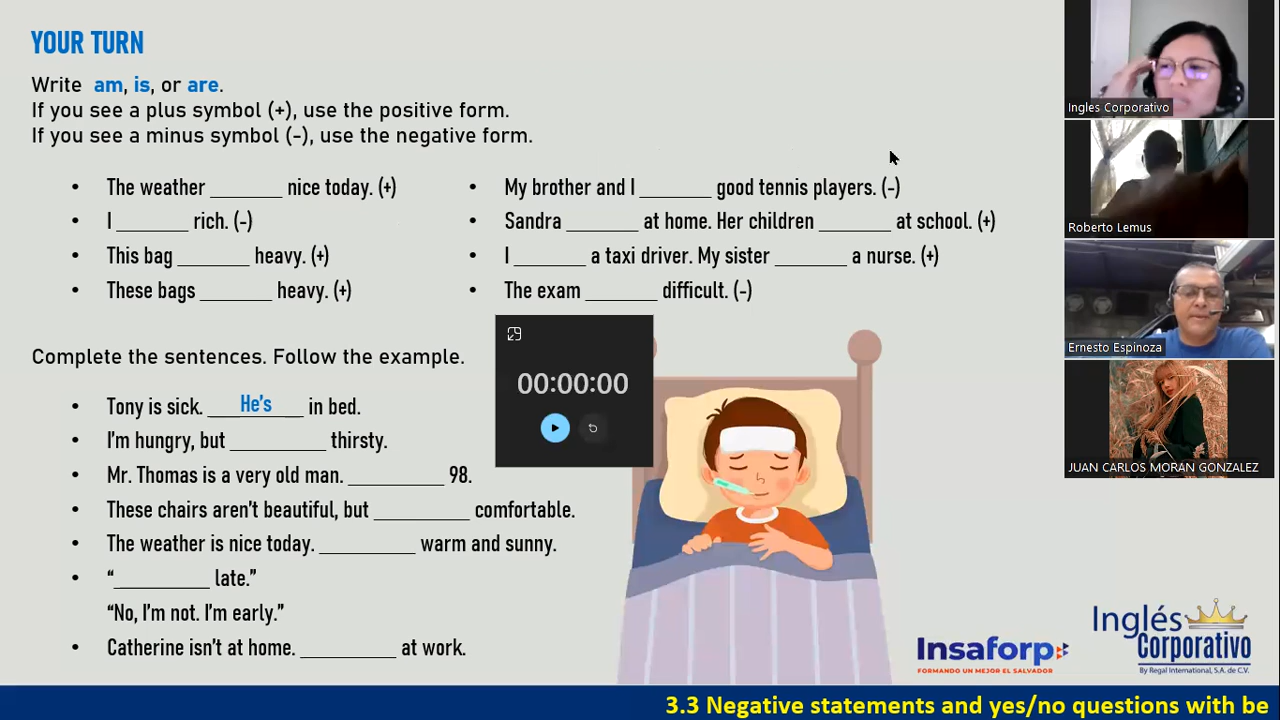 YOUR TURN
Write am, is, or are.
If you see a plus symbol (+), use the positive form.
If you see a minus symbol (-), use the negative form.
• The weather _______ nice today. (+)
• I _______ rich. (-)
• This bag _______ heavy. (+)
• These bags _______ heavy. (+)
• My brother and I _______ good tennis players. (-)
• Sandra _______ at home. Her children _______ at school. (+)
• I _______ a taxi driver. My sister _______ a nurse. (+)
• The exam _______ difficult. (-)
Complete the sentences. Follow the example.
• Tony is sick. ___He's___ in bed.
• I'm hungry, but _________ thirsty.
• Mr. Thomas is a very old man. _________ 98.
• These chairs aren't beautiful, but _________ comfortable.
• The weather is nice today. _________ warm and sunny.
• “_________ late.”
“No, I'm not. I'm early.”
• Catherine isn't at home. _________ at work.
00:00:00
Ingles Corporativo
Roberto Lemus
Ernesto Espinoza
JUAN CARLOS MORAN GONZALEZ
Insaforp
FORMANDO UN MEJOR EL SALVADOR
Inglés
Corporativo
By Regal International, S.A. de C.V.
3.3 Negative statements and yes/no questions with be